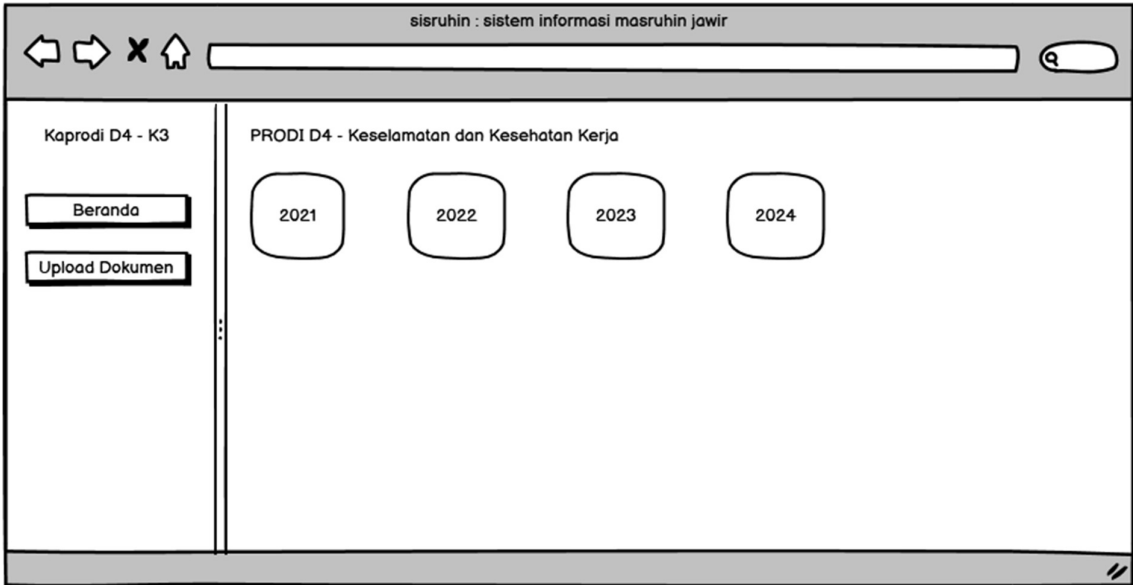 sisruhin : sistem informasi masruhin jawir
Kaprodi D4 - K3
Beranda
Upload Dokumen
PRODI D4 - Keselamatan dan Kesehatan Kerja
2021 2022 2023 2024